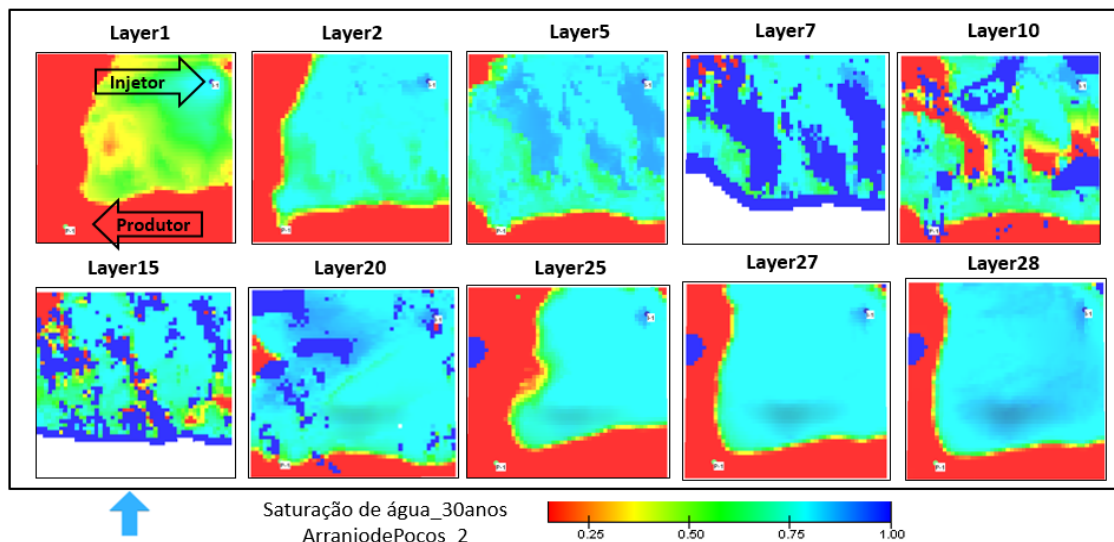 Layer1 Layer2 Layer5 Layer7 Layer10
Injetor
Produtor
Layer15 Layer20 Layer25 Layer27 Layer28
Saturação de água_30anos
ArranjodePocos_2
0.25 0.50 0.75 1.00